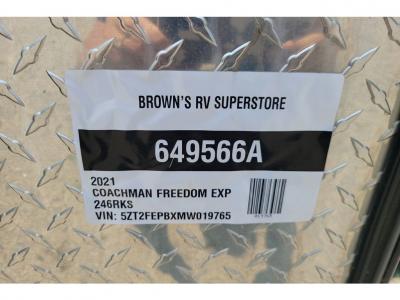 BROWN'S RV SUPERSTORE
649566A
2021
COACHMAN FREEDOM EXP
246RKS
VIN: 5ZT2FEPBXMW019765